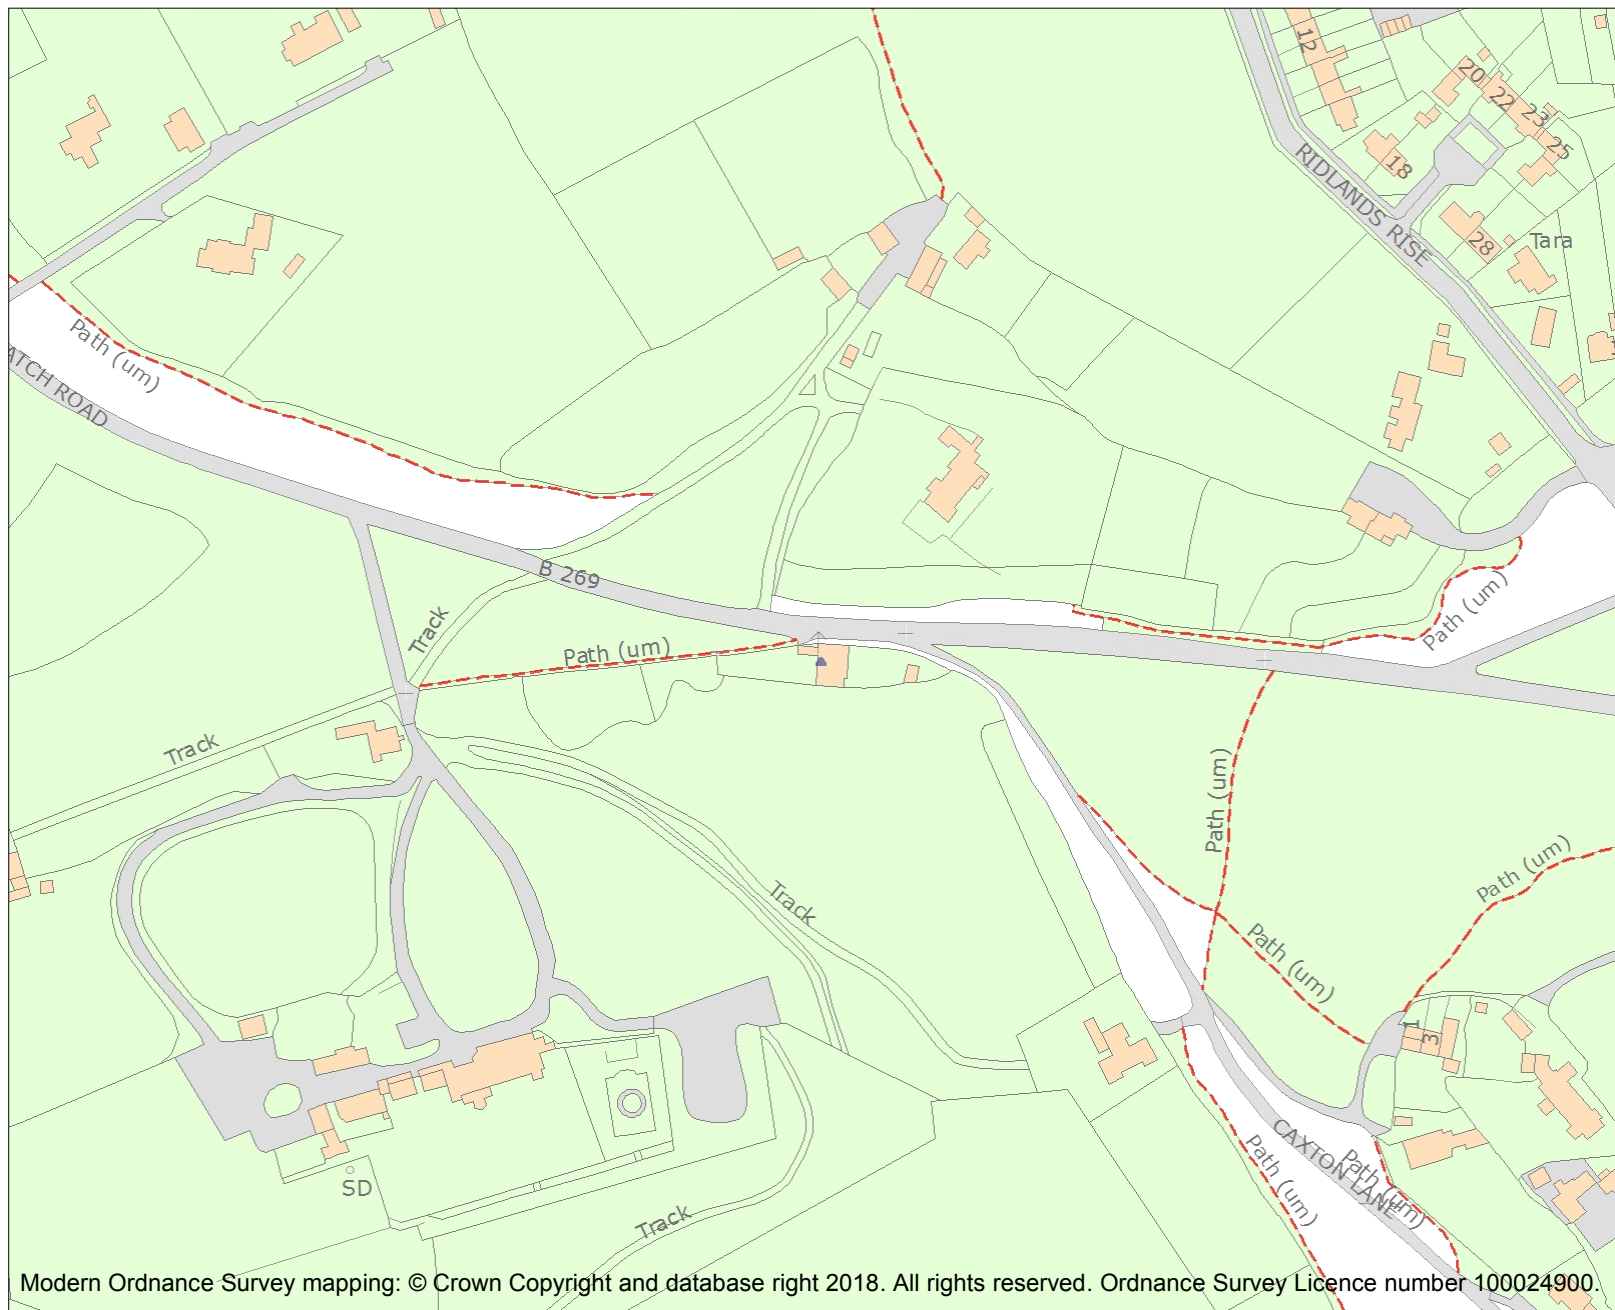 12
20
22
23
25
18
RIDLANDS RISE
28
Tara
Path (um)
ATCH ROAD
B 269
Track
Path (um)
Path (um)
Track
Path (um)
Path (um)
Track
Path (um)
1
3
CAXTON LANE
Path (um)
Path (um)
SD
Track
Modern Ordnance Survey mapping: © Crown Copyright and database right 2018. All rights reserved. Ordnance Survey Licence number 100024900.